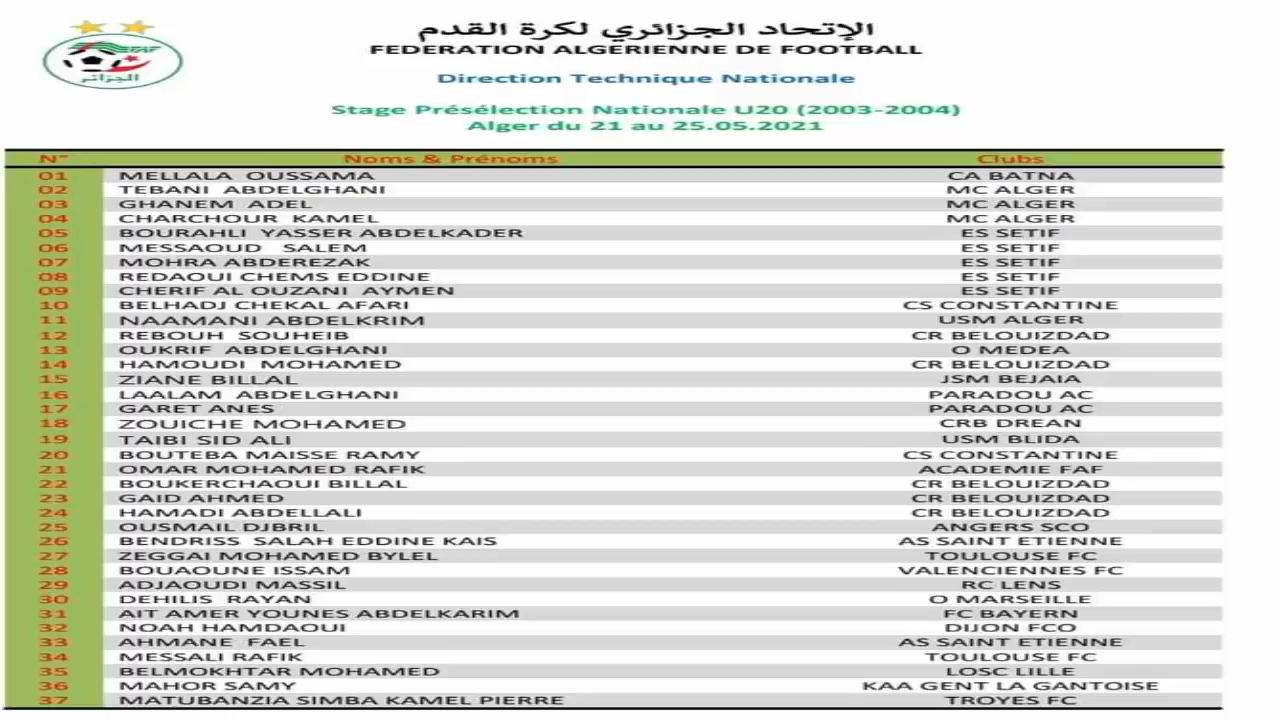 الإتحاد الجزائري لكرة القدم
FEDERATION ALGERIENNE DE FOOTBALL
FAF
الجزائر
Direction Technique Nationale
Stage Présélection Nationale U20 (2003-2004)
Alger du 21 au 25.05.2021
N° Noms & Prénoms Clubs
01 MELLALA OUSSAMA CA BATNA
02 TEBANI ABDELGHANI MC ALGER
03 GHANEM ADEL MC ALGER
04 CHARCHOUR KAMEL MC ALGER
05 BOURAHLI YASSER ABDELKADER ES SETIF
06 MESSAOUD SALEM ES SETIF
07 MOHRA ABDEREZAK ES SETIF
08 REDAOUI CHEMS EDDINE ES SETIF
09 CHERIF AL OUZANI AYMEN ES SETIF
10 BELHADJ CHEKAL AFARI CS CONSTANTINE
11 NAAMANI ABDELKRIM USM ALGER
12 REBOUH SOUHEIB CR BELOUIZDAD
13 OUKRIF ABDELGHANI O MEDEA
14 HAMOUDI MOHAMED CR BELOUIZDAD
15 ZIANE BILLAL JSM BEJAIA
16 LAALAM ABDELGHANI PARADOU AC
17 GARET ANES PARADOU AC
18 ZOUICHE MOHAMED CRB DREAN
19 TAIBI SID ALI USM BLIDA
20 BOUTEBA MAISSE RAMY CS CONSTANTINE
21 OMAR MOHAMED RAFIK ACADEMIE FAF
22 BOUKERCHAOUI BILLAL CR BELOUIZDAD
23 GAID AHMED CR BELOUIZDAD
24 HAMADI ABDELLALI CR BELOUIZDAD
25 OUSMAIL DJBRIL ANGERS SCO
26 BENDRISS SALAH EDDINE KAIS AS SAINT ETIENNE
27 ZEGGAI MOHAMED BYLEL TOULOUSE FC
28 BOUAOUNE ISSAM VALENCIENNES FC
29 ADJAOUDI MASSIL RC LENS
30 DEHILIS RAYAN O MARSEILLE
31 AIT AMER YOUNES ABDELKARIM FC BAYERN
32 NOAH HAMDAOUI DIJON FCO
33 AHMANE FAEL AS SAINT ETIENNE
34 MESSALI RAFIK TOULOUSE FC
35 BELMOKHTAR MOHAMED LOSC LILLE
36 MAHOR SAMY KAA GENT LA GANTOISE
37 MATUBANZIA SIMBA KAMEL PIERRE TROYES FC